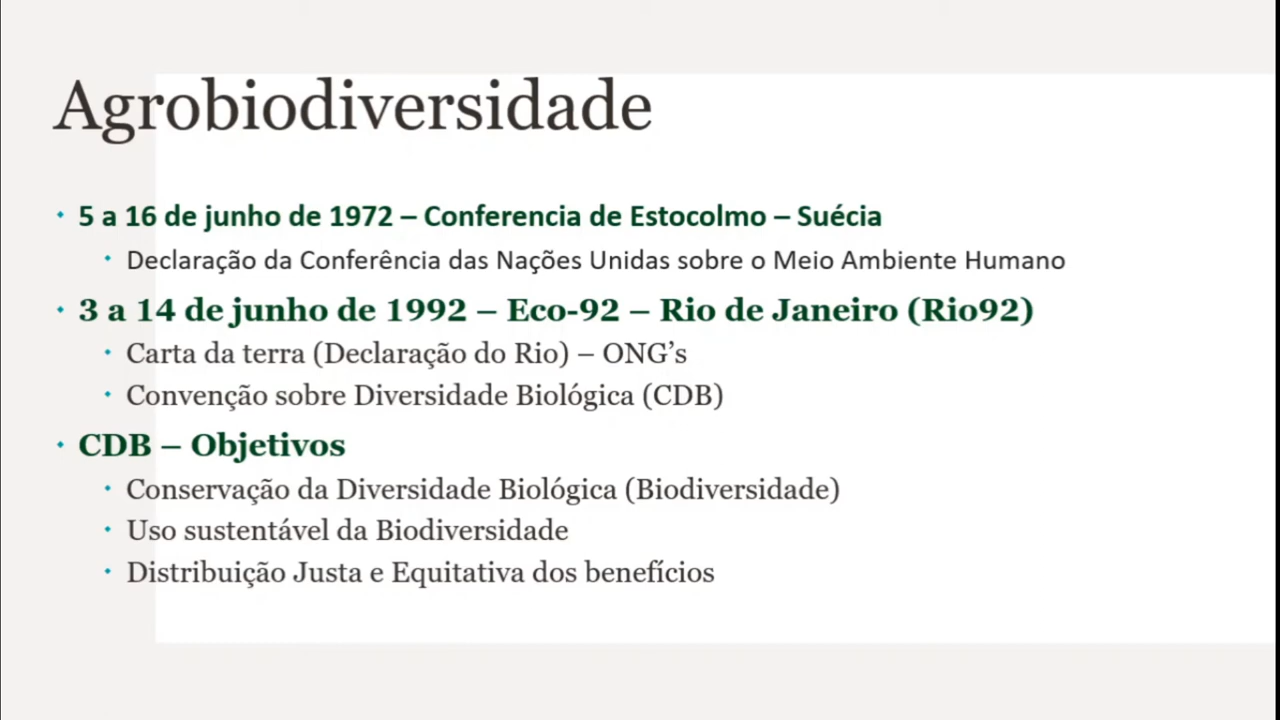 Agrobiodiversidade
5 a 16 de junho de 1972 – Conferencia de Estocolmo – Suécia
Declaração da Conferência das Nações Unidas sobre o Meio Ambiente Humano
3 a 14 de junho de 1992 – Eco-92 – Rio de Janeiro (Rio92)
Carta da terra (Declaração do Rio) – ONG’s
Convenção sobre Diversidade Biológica (CDB)
CDB – Objetivos
Conservação da Diversidade Biológica (Biodiversidade)
Uso sustentável da Biodiversidade
Distribuição Justa e Equitativa dos benefícios